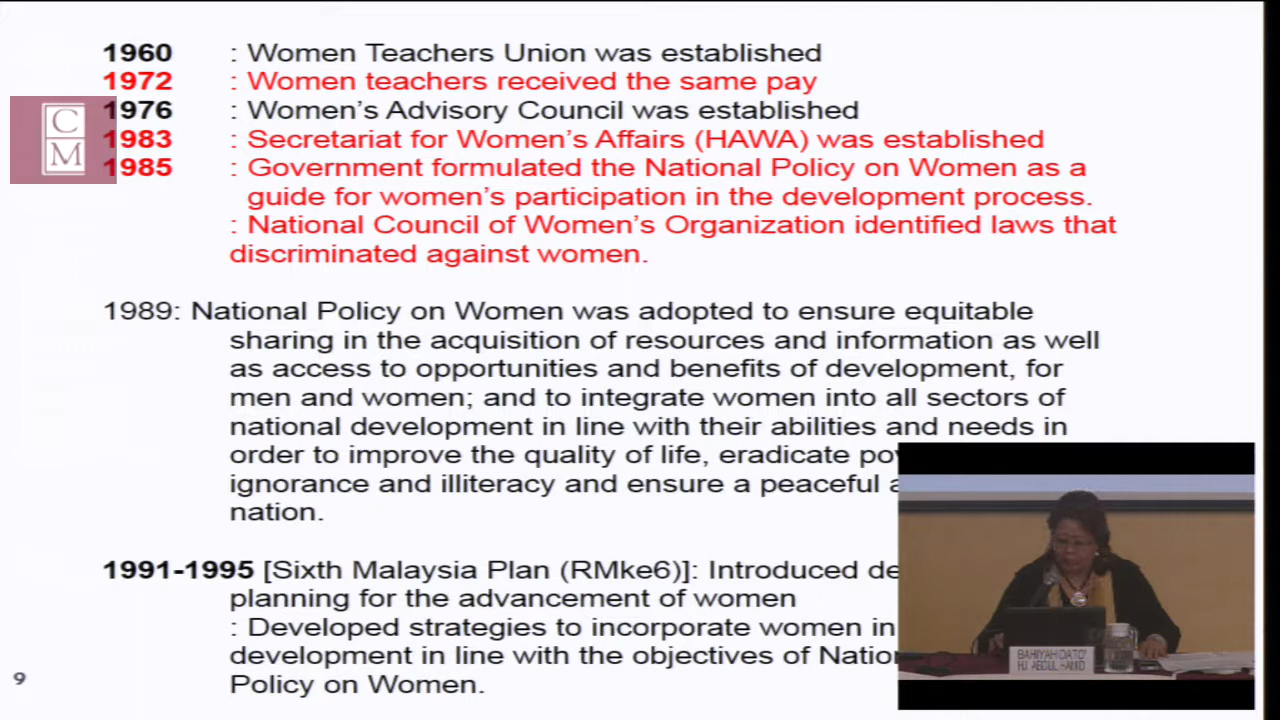 1960 : Women Teachers Union was established
1972 : Women teachers received the same pay
1976 : Women's Advisory Council was established
1983 : Secretariat for Women's Affairs (HAWA) was established
1985 : Government formulated the National Policy on Women as a
guide for women's participation in the development process.
: National Council of Women's Organization identified laws that
discriminated against women.
1989: National Policy on Women was adopted to ensure equitable
sharing in the acquisition of resources and information as well
as access to opportunities and benefits of development, for
men and women; and to integrate women into all sectors of
national development in line with their abilities and needs in
order to improve the quality of life, eradicate
ignorance and illiteracy and ensure a peaceful
nation.
1991-1995 [Sixth Malaysia Plan (RMke6)]: Introduced
planning for the advancement of women
: Developed strategies to incorporate women in
development in line with the objectives of
Policy on Women.
9
C
M
BAHIYAH DATO'
HJ. ABDUL HAMID